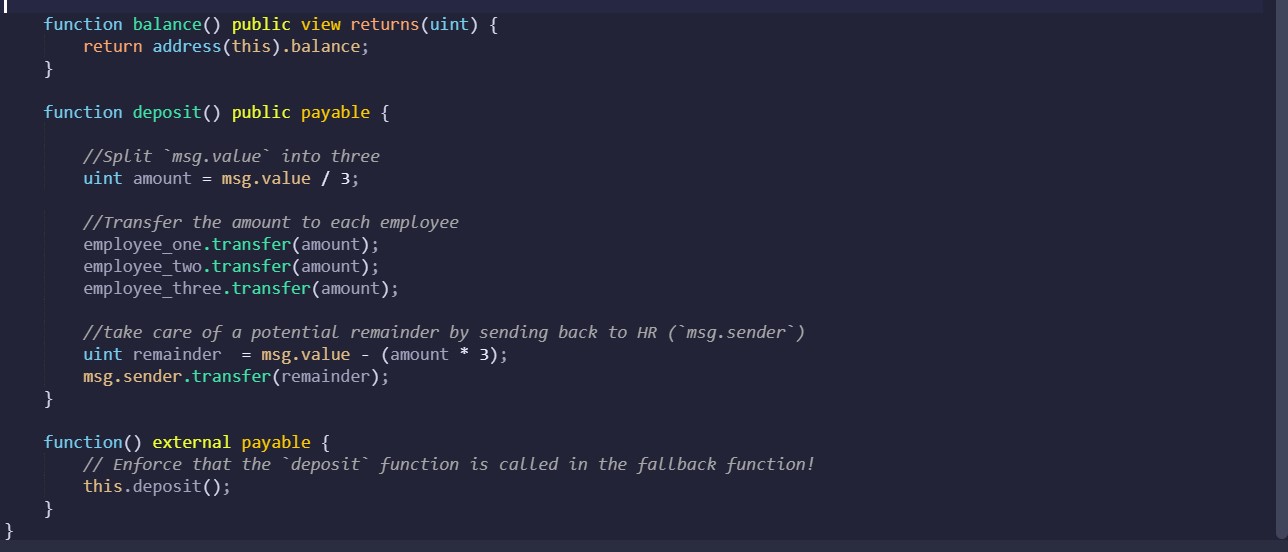 function balance() public view returns(uint) {
return address(this).balance;
}
function deposit() public payable {
//Split `msg.value` into three
uint amount = msg.value / 3;
//Transfer the amount to each employee
employee_one.transfer(amount);
employee_two.transfer(amount);
employee_three.transfer(amount);
//take care of a potential remainder by sending back to HR (`msg.sender`)
uint remainder  = msg.value - (amount * 3);
msg.sender.transfer(remainder);
}
function() external payable {
// Enforce that the `deposit` function is called in the fallback function!
this.deposit();
}
}